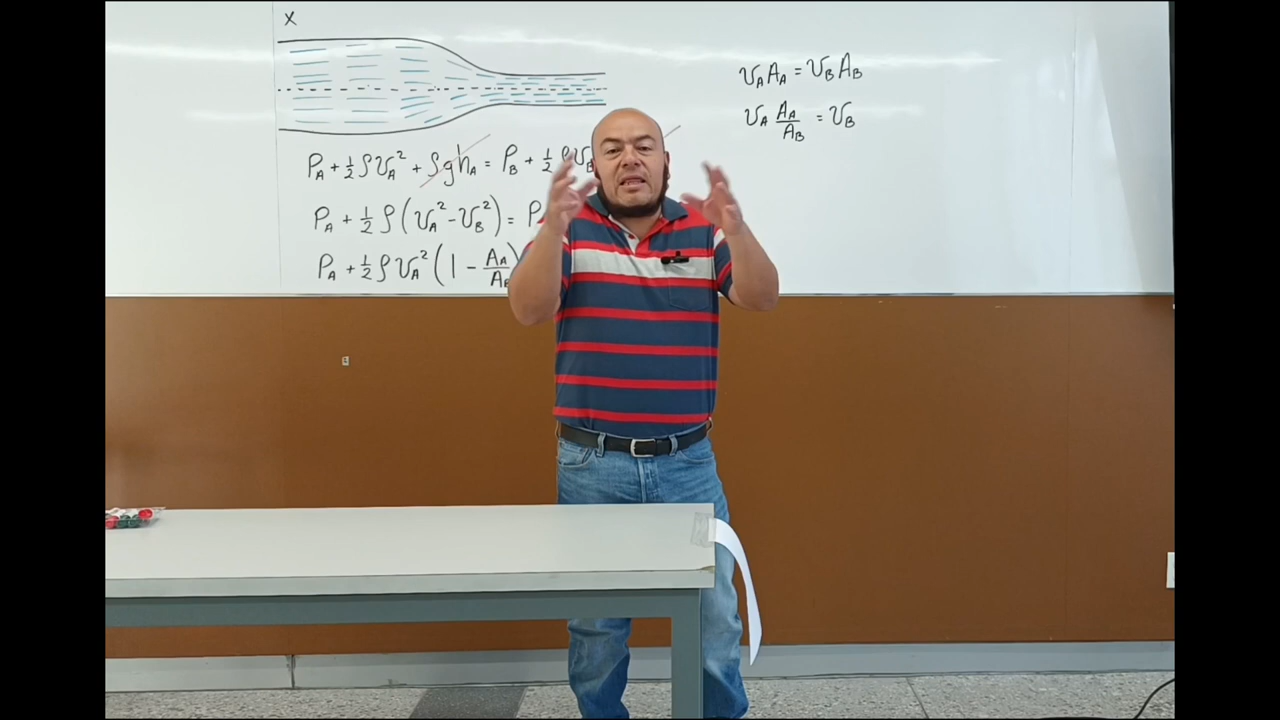 x
P_A + ½ρv_A² + ρgh_A = P_B + ½ρv_B
P_A + ½ρ(v_A² - v_B²) = P
P_A + ½ρv_A²(1 - A_A/A_B)
v_A A_A = v_B A_B
v_A A_A/A_B = v_B